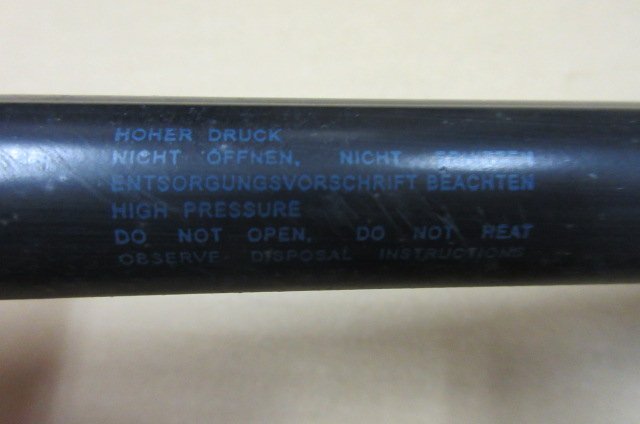 HOHER DRUCK
NICHT ÖFFNEN, NICHT
ENTSORGUNGSVORSCHRIFT BEACHTEN
HIGH PRESSURE
DO NOT OPEN, DO NOT HEAT
OBSERVE DISPOSAL INSTRUCTIONS